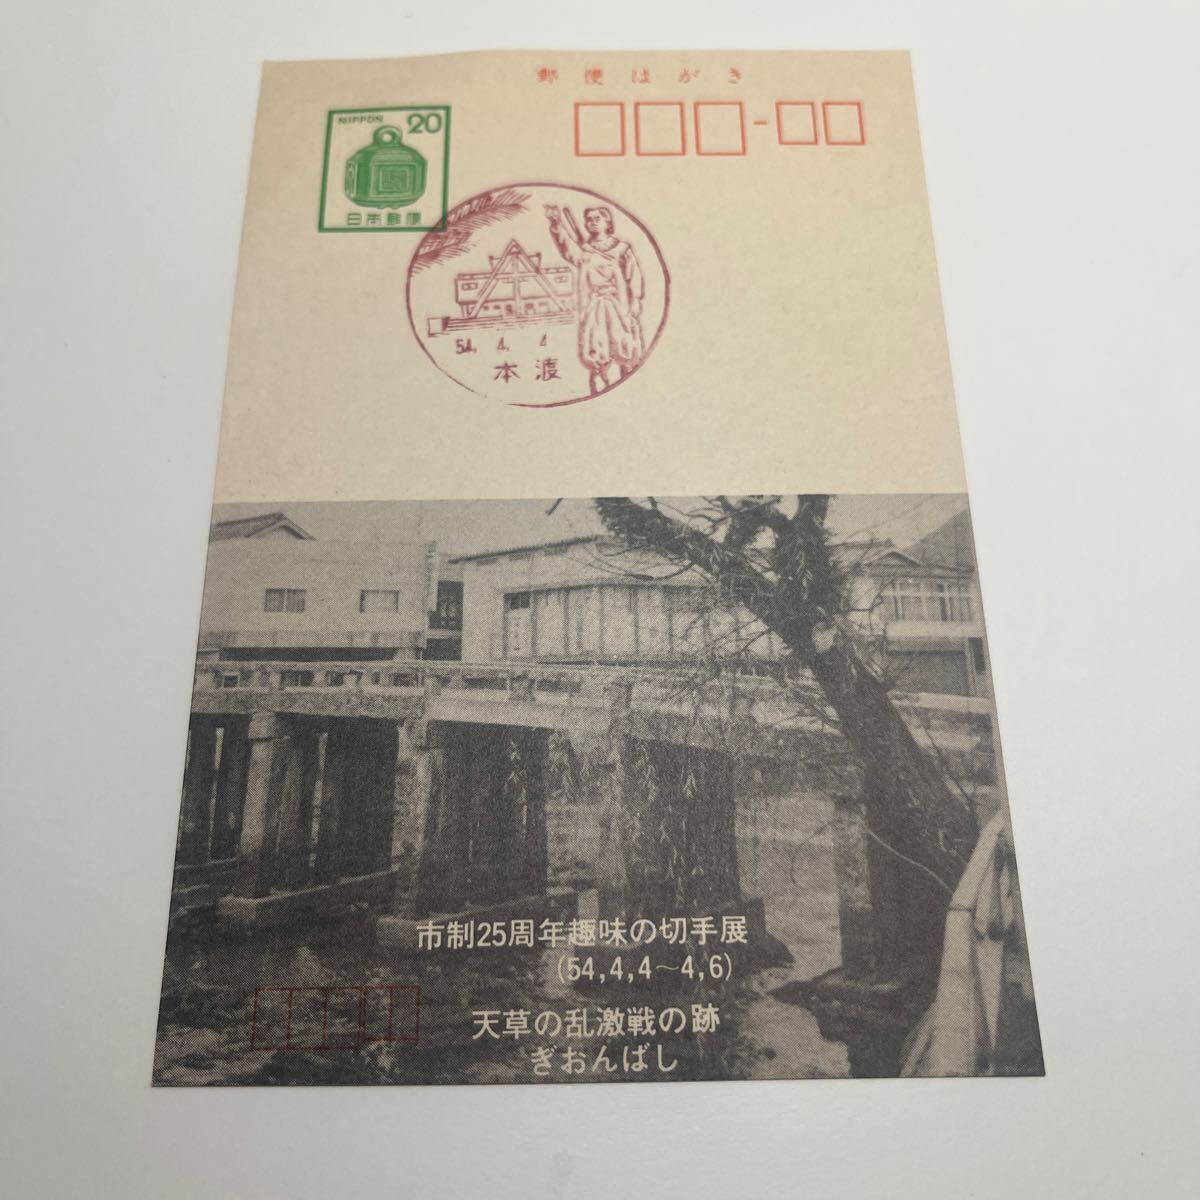 郵便はがき
NIPPON 20
日本郵便
54. 4. 4
本渡
市制25周年趣味の切手展
(54,4,4〜4,6)
天草の乱激戦の跡
ぎおんばし